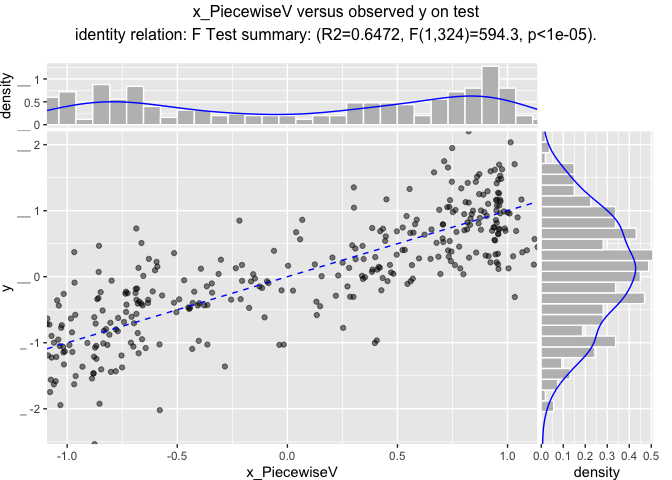 x_PiecewiseV versus observed y on test
identity relation: F Test summary: (R2=0.6472, F(1,324)=594.3, p<1e-05).
density
1
0.5
0
y
2
1
0
-1
-2
-1.0 -0.5 0.0 0.5 1.0
x_PiecewiseV
0.0 0.1 0.2 0.3 0.4 0.5
density